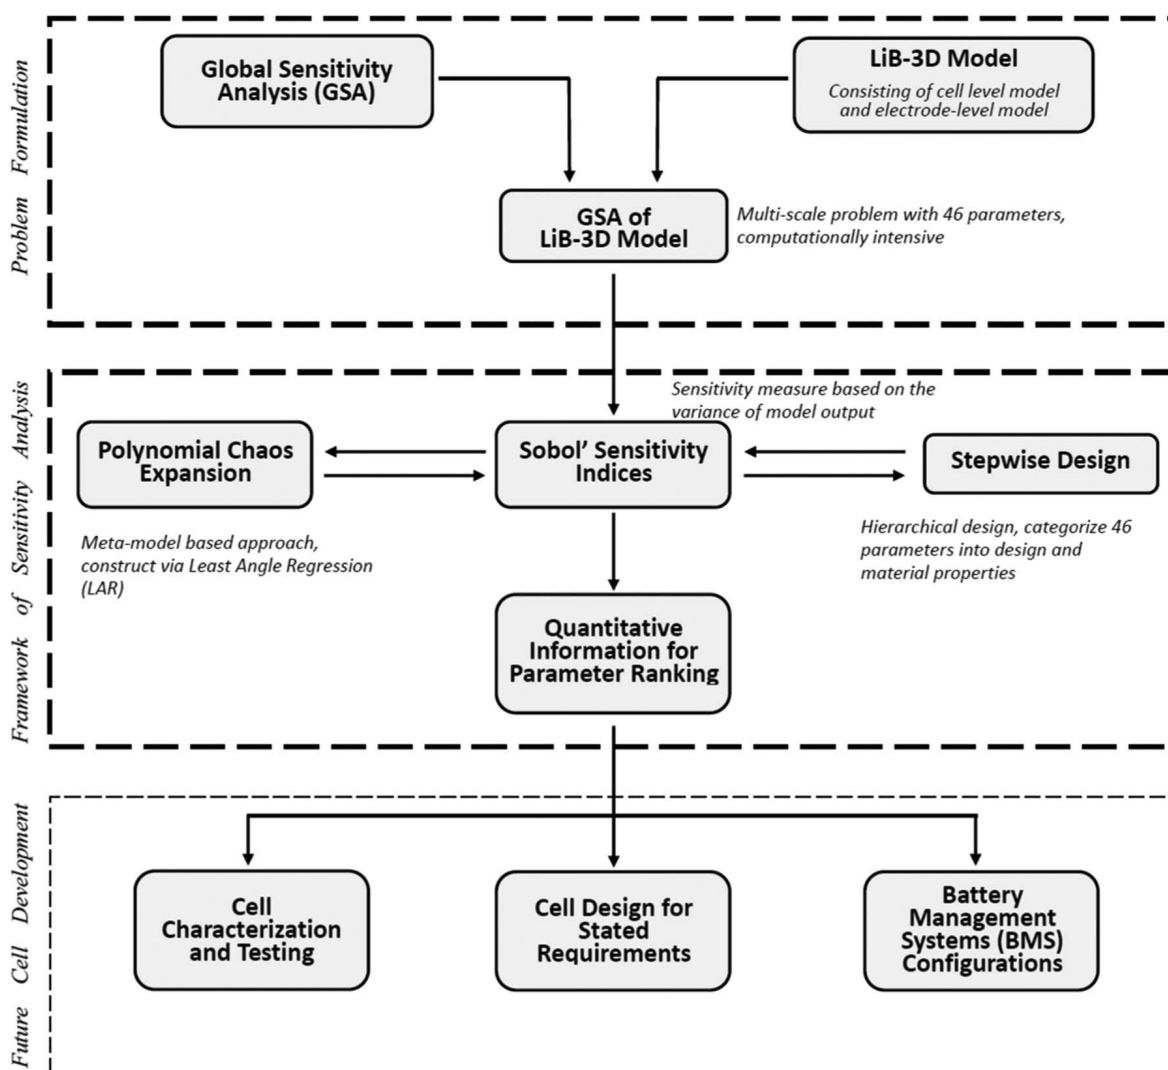 Problem Formulation
Global Sensitivity
Analysis (GSA)
LiB-3D Model
Consisting of cell level model
and electrode-level model
GSA of
LiB-3D Model
Multi-scale problem with 46 parameters,
computationally intensive
Framework of Sensitivity Analysis
Sensitivity measure based on the
variance of model output
Polynomial Chaos
Expansion
Sobol’ Sensitivity
Indices
Stepwise Design
Meta-model based approach,
construct via Least Angle Regression
(LAR)
Hierarchical design, categorize 46
parameters into design and
material properties
Quantitative
Information for
Parameter Ranking
Future Cell Development
Cell
Characterization
and Testing
Cell Design for
Stated
Requirements
Battery
Management
Systems (BMS)
Configurations